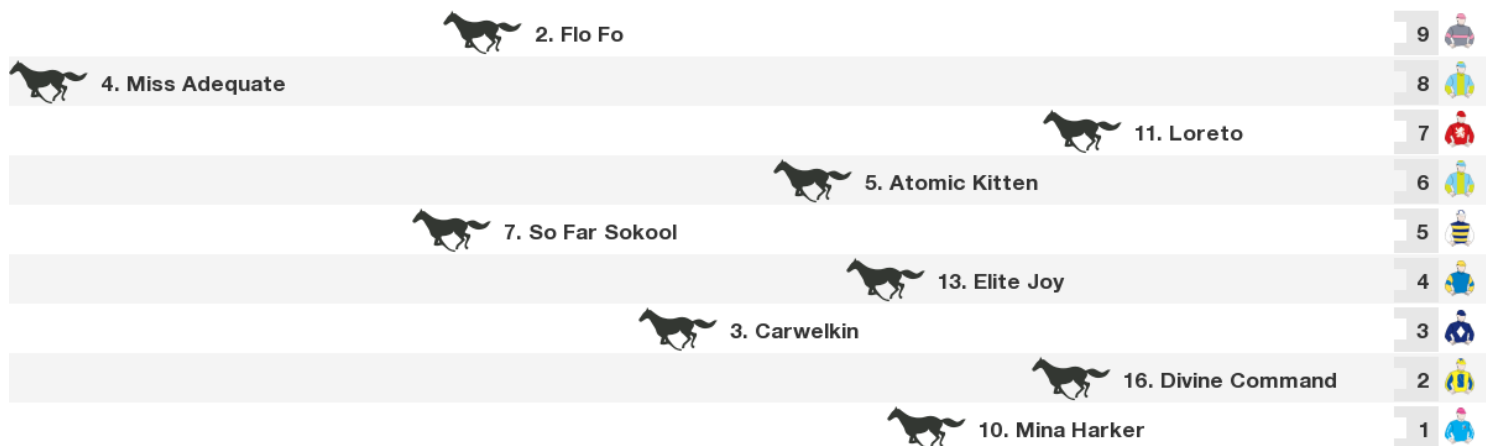 2. Flo Fo 9
4. Miss Adequate 8
11. Loreto 7
5. Atomic Kitten 6
7. So Far Sokool 5
13. Elite Joy 4
3. Carwelkin 3
16. Divine Command 2
10. Mina Harker 1